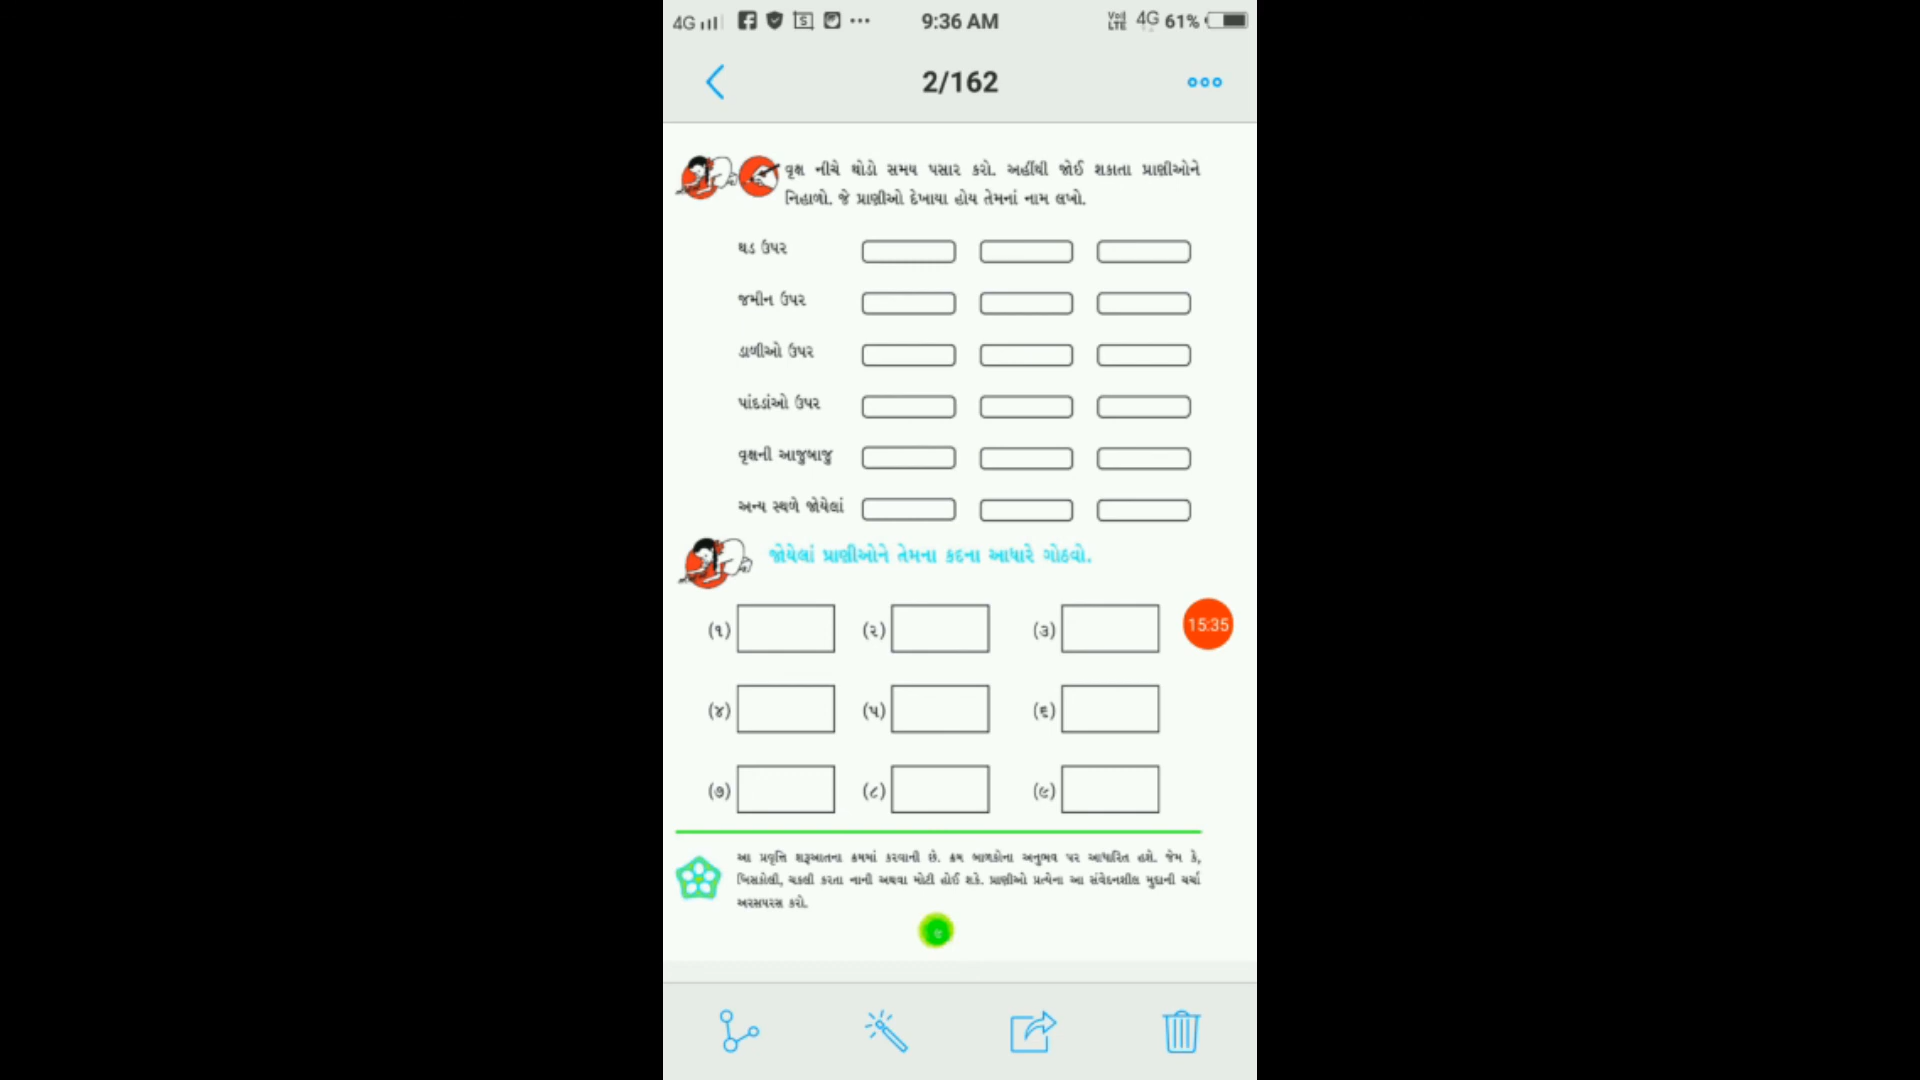 4G 9:36 AM VoLTE 4G 61%
2/162
વૃક્ષ નીચે થોડો સમય પસાર કરો. અહીંથી જોઈ શકાતા પ્રાણીઓને
નિહાળો. જે પ્રાણીઓ દેખાયા હોય તેમનાં નામ લખો.
થડ ઉપર
જમીન ઉપર
ડાળીઓ ઉપર
પાંદડાંઓ ઉપર
વૃક્ષની આજુબાજુ
અન્ય સ્થળે જોયેલાં
જોયેલાં પ્રાણીઓને તેમના કદના આધારે ગોઠવો.
(૧) (૨) (૩) 15:35
(૪) (૫) (૬)
(૭) (૮) (૯)
આ પ્રવૃત્તિ શરૂઆતના ક્રમમાં કરવાની છે. ક્રમ બાળકોના અનુભવ પર આધારિત હશે. જેમ કે,
ખિસકોલી, ચકલી કરતા નાની અથવા મોટી હોઈ શકે. પ્રાણીઓ પ્રત્યેના આ સંવેદનશીલ મુદ્દાની ચર્ચા
અરસપરસ કરો.
૯